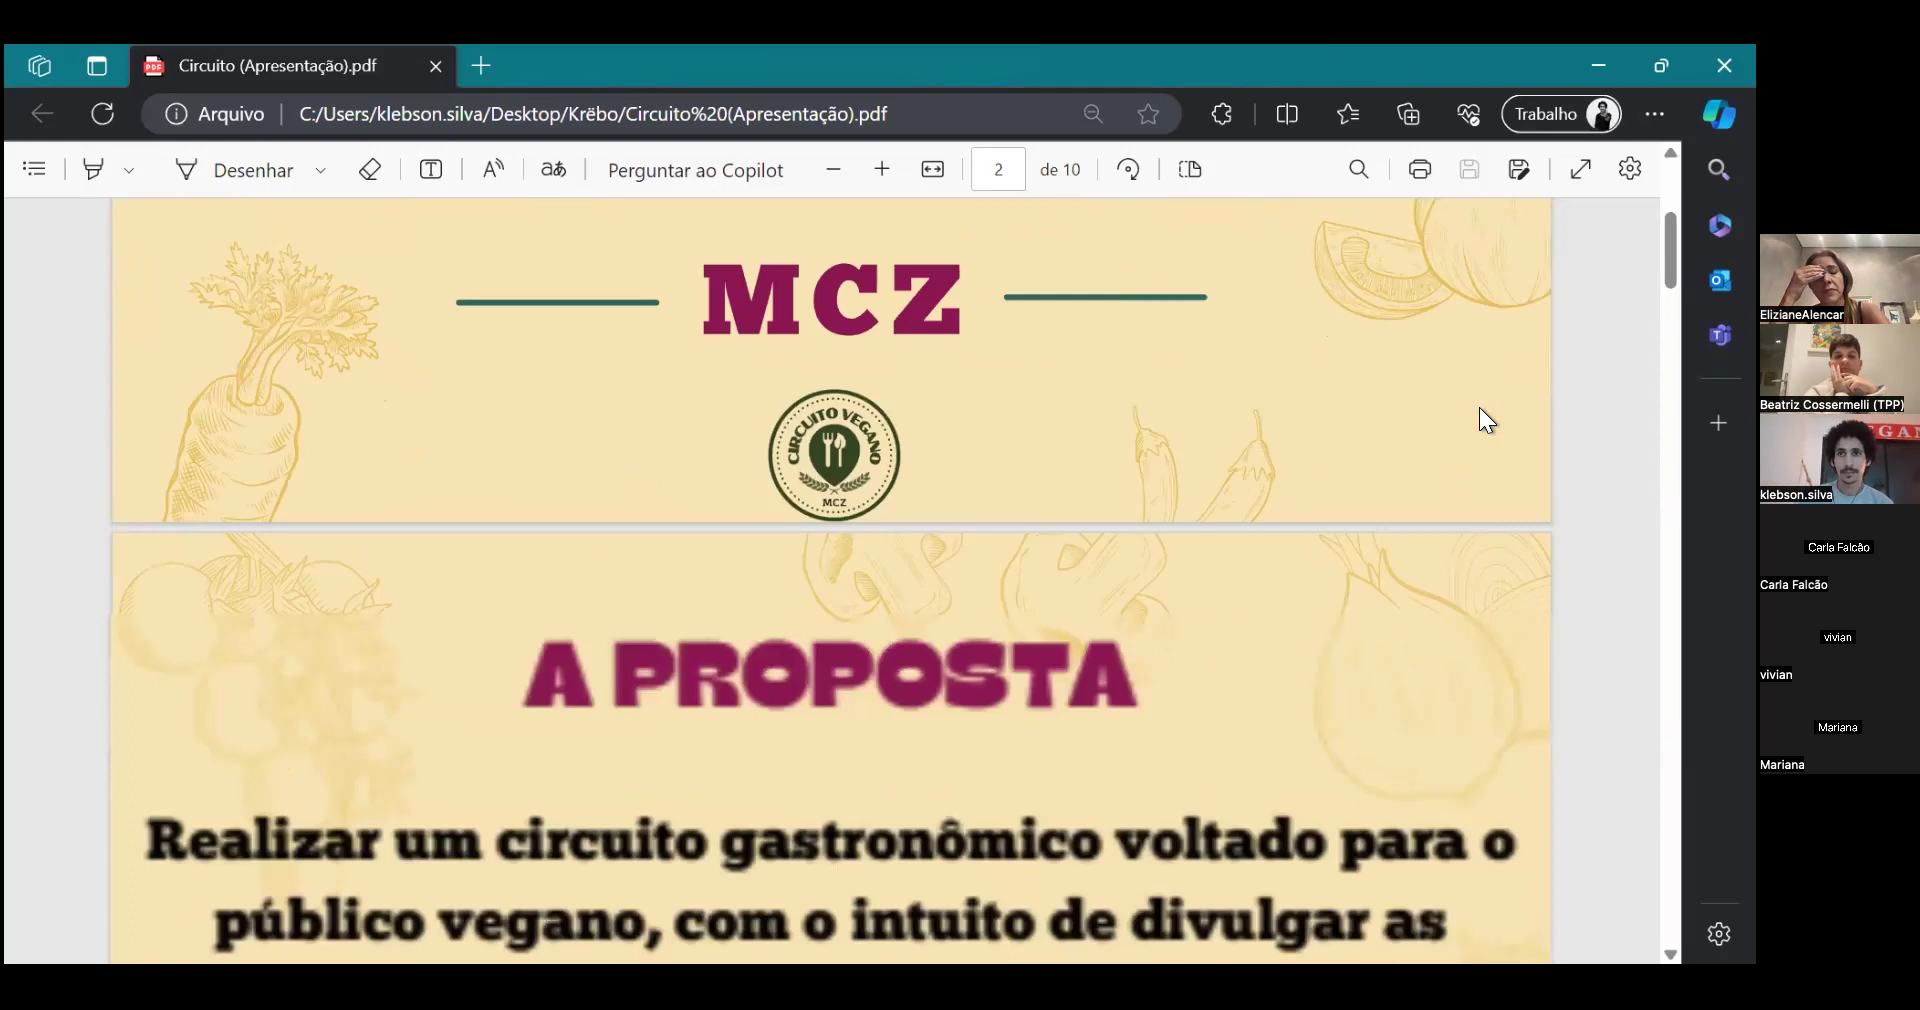 Circuito (Apresentação).pdf
Arquivo
C:/Users/klebson.silva/Desktop/Krëbo/Circuito%20(Apresentação).pdf
Trabalho
Desenhar
Perguntar ao Copilot
2
de 10
MCZ
CIRCUITO VEGANO
MCZ
A PROPOSTA
Realizar um circuito gastronômico voltado para o
público vegano, com o intuito de divulgar as
ElizianeAlencar
Beatriz Cossermelli (TPP)
EGAN
klebson.silva
Carla Falcão
Carla Falcão
vivian
vivian
Mariana
Mariana